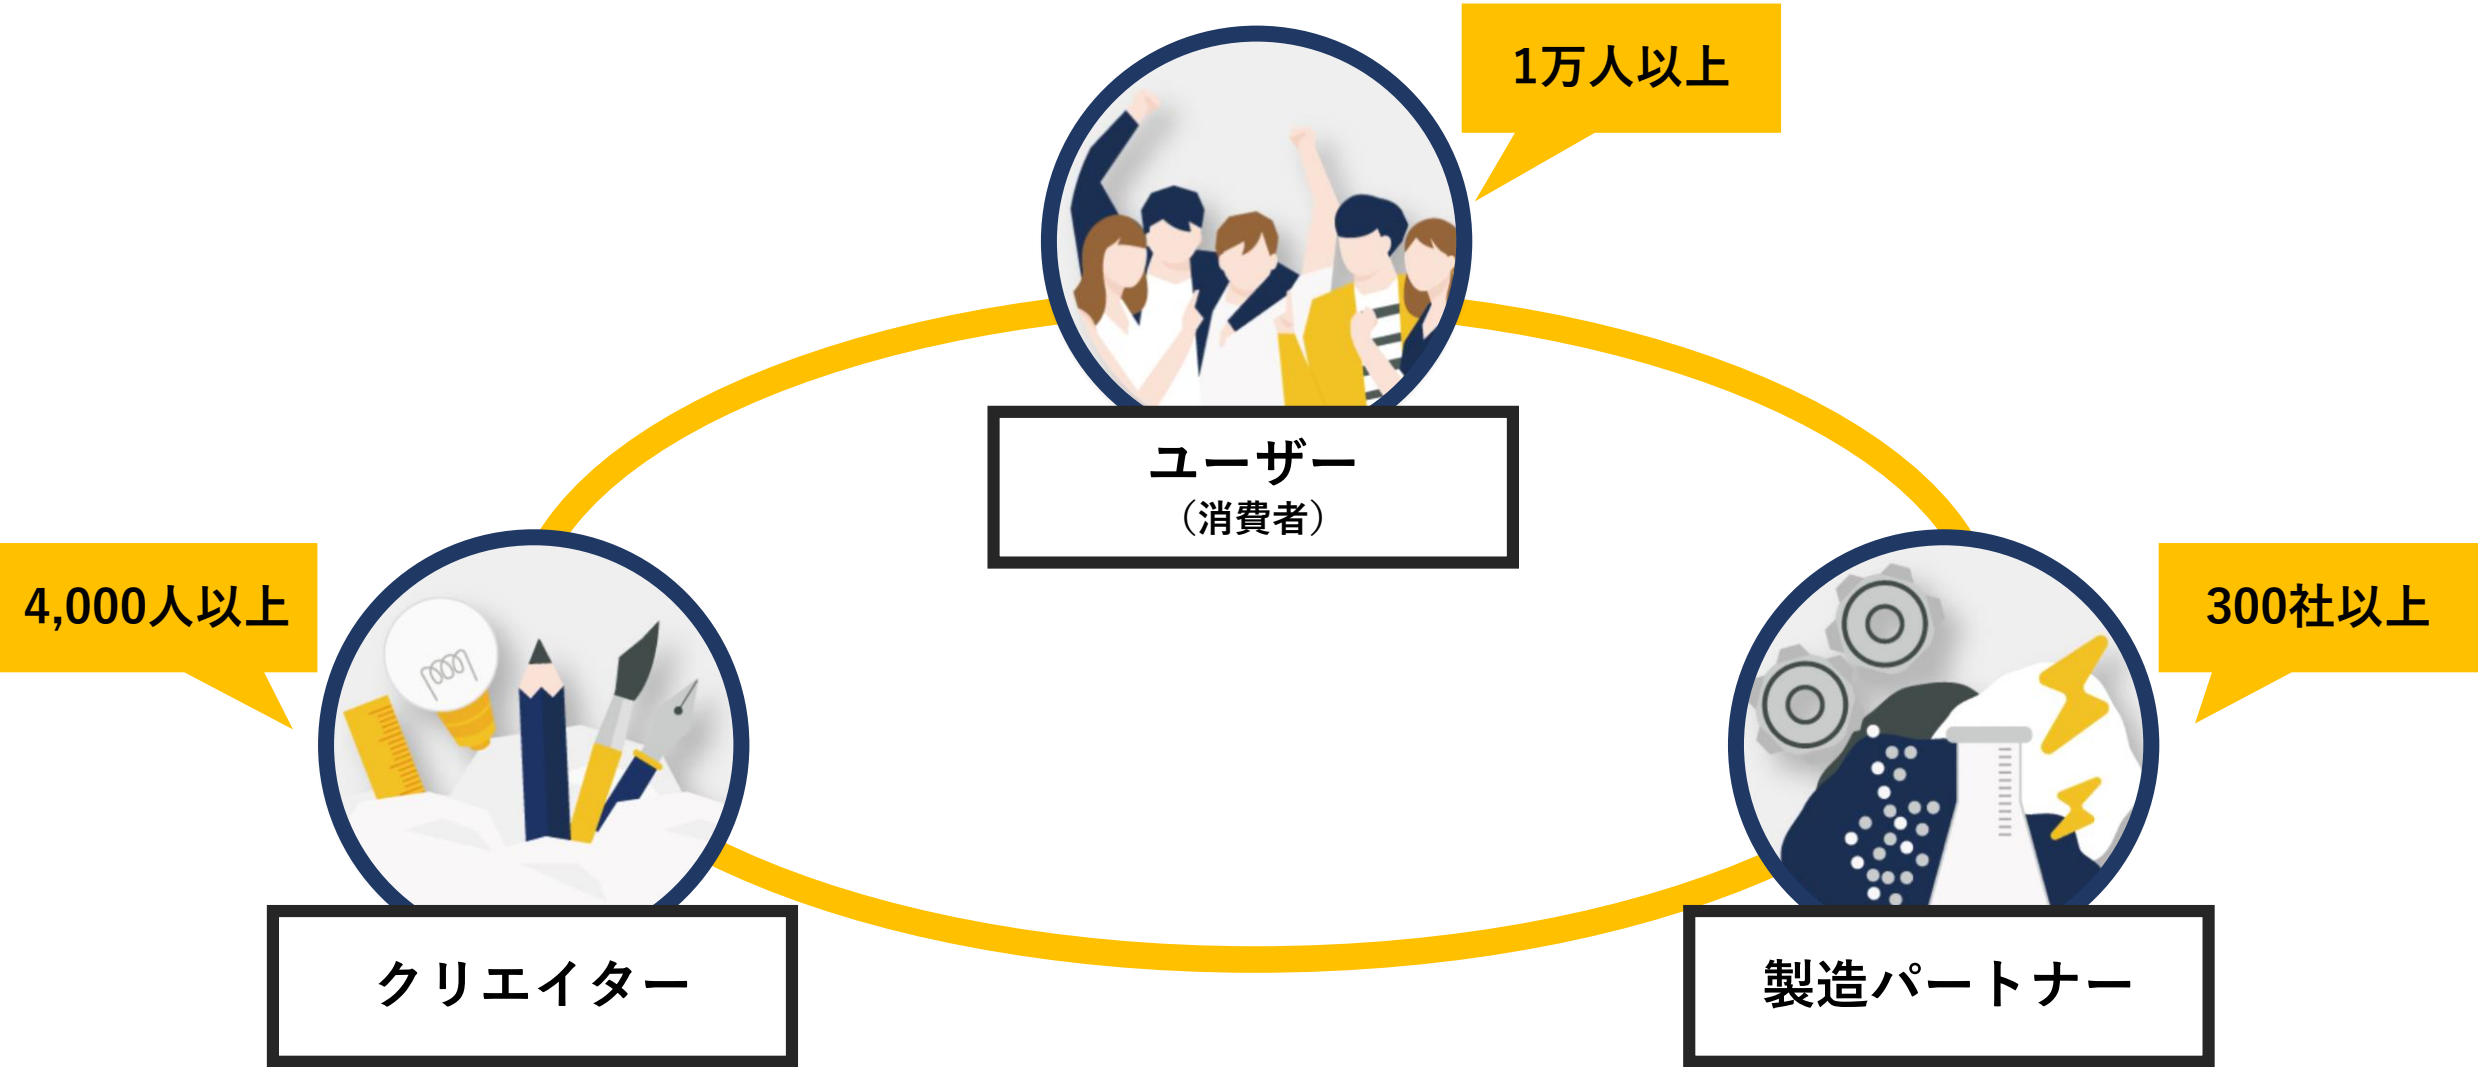 1万人以上
ユーザー
（消費者）
4,000人以上
300社以上
クリエイター
製造パートナー